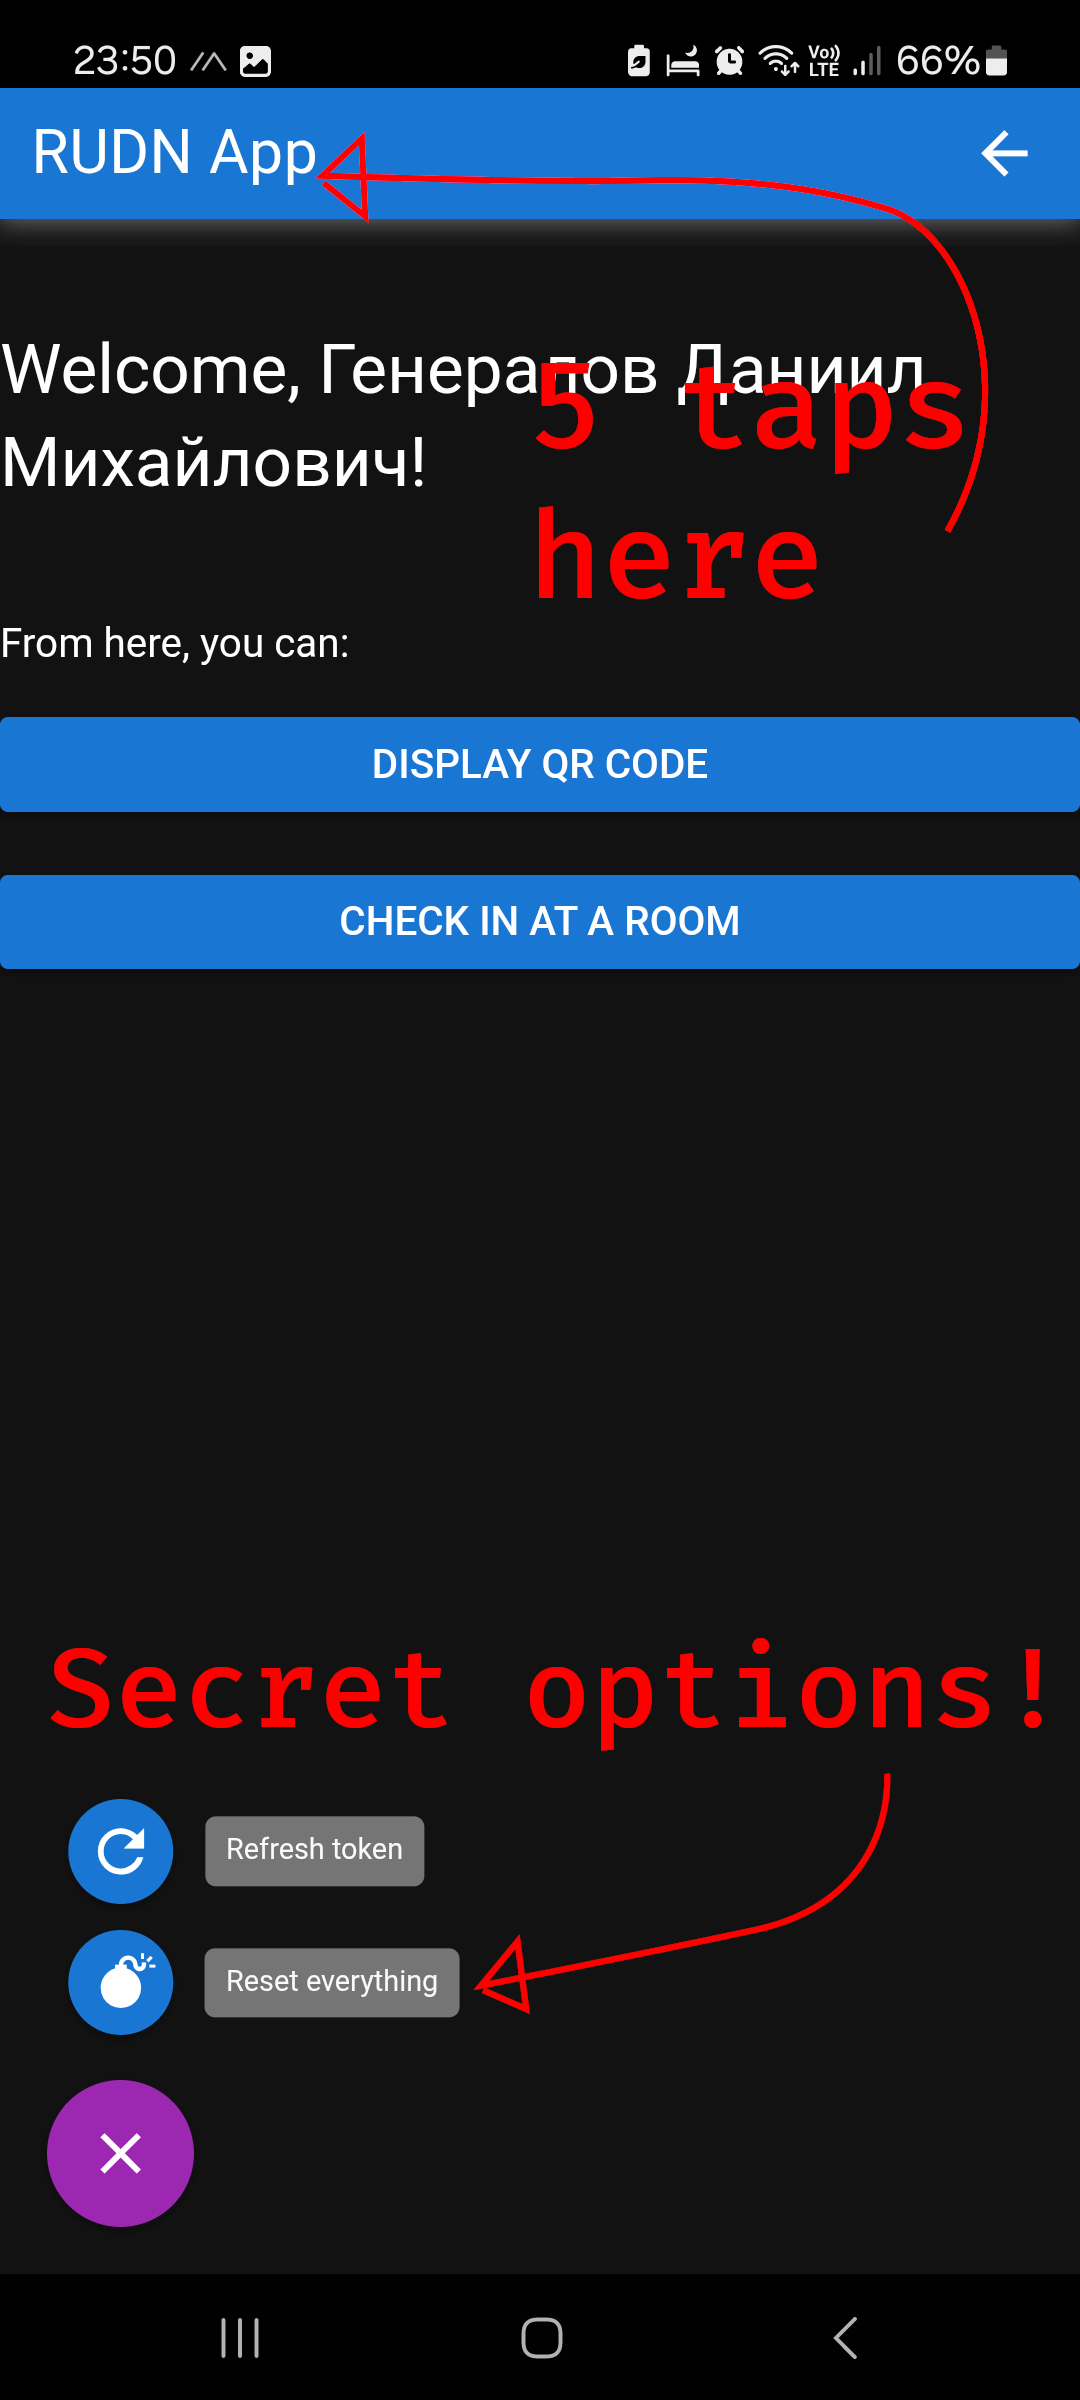 23:50
VoLTE 66%
RUDN App
Welcome, Генералов Даниил
Михайлович!
5 taps
here
From here, you can:
DISPLAY QR CODE
CHECK IN AT A ROOM
Secret options!
Refresh token
Reset everything